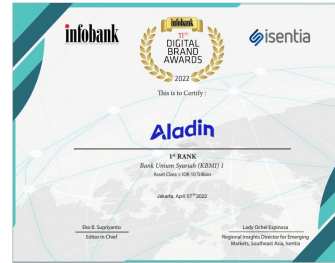 infobank
infobank
11TH
DIGITAL
BRAND
AWARDS
2022
isentia
This is to Certify :
Aladin
1st RANK
Bank Umum Syariah (KBMI) 1
Asset Class < IDR 10 Trillion
Jakarta, April 07th 2022
Eko B. Supriyanto
Editor In Chief
Lady Ochel Espinosa
Regional Insights Director for Emerging
Markets, Southeast Asia, Isentia